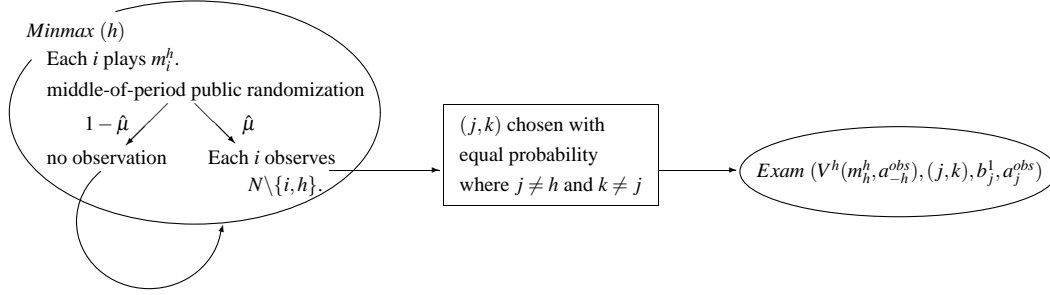 Minmax (h)
Each i plays m_i^h.
middle-of-period public randomization
1 − μ̂
μ̂
no observation
Each i observes
N\{i,h}.
(j,k) chosen with
equal probability
where j ≠ h and k ≠ j
Exam (V^h(m_h^h, a_{-h}^{obs}), (j,k), b_j^1, a_j^{obs})